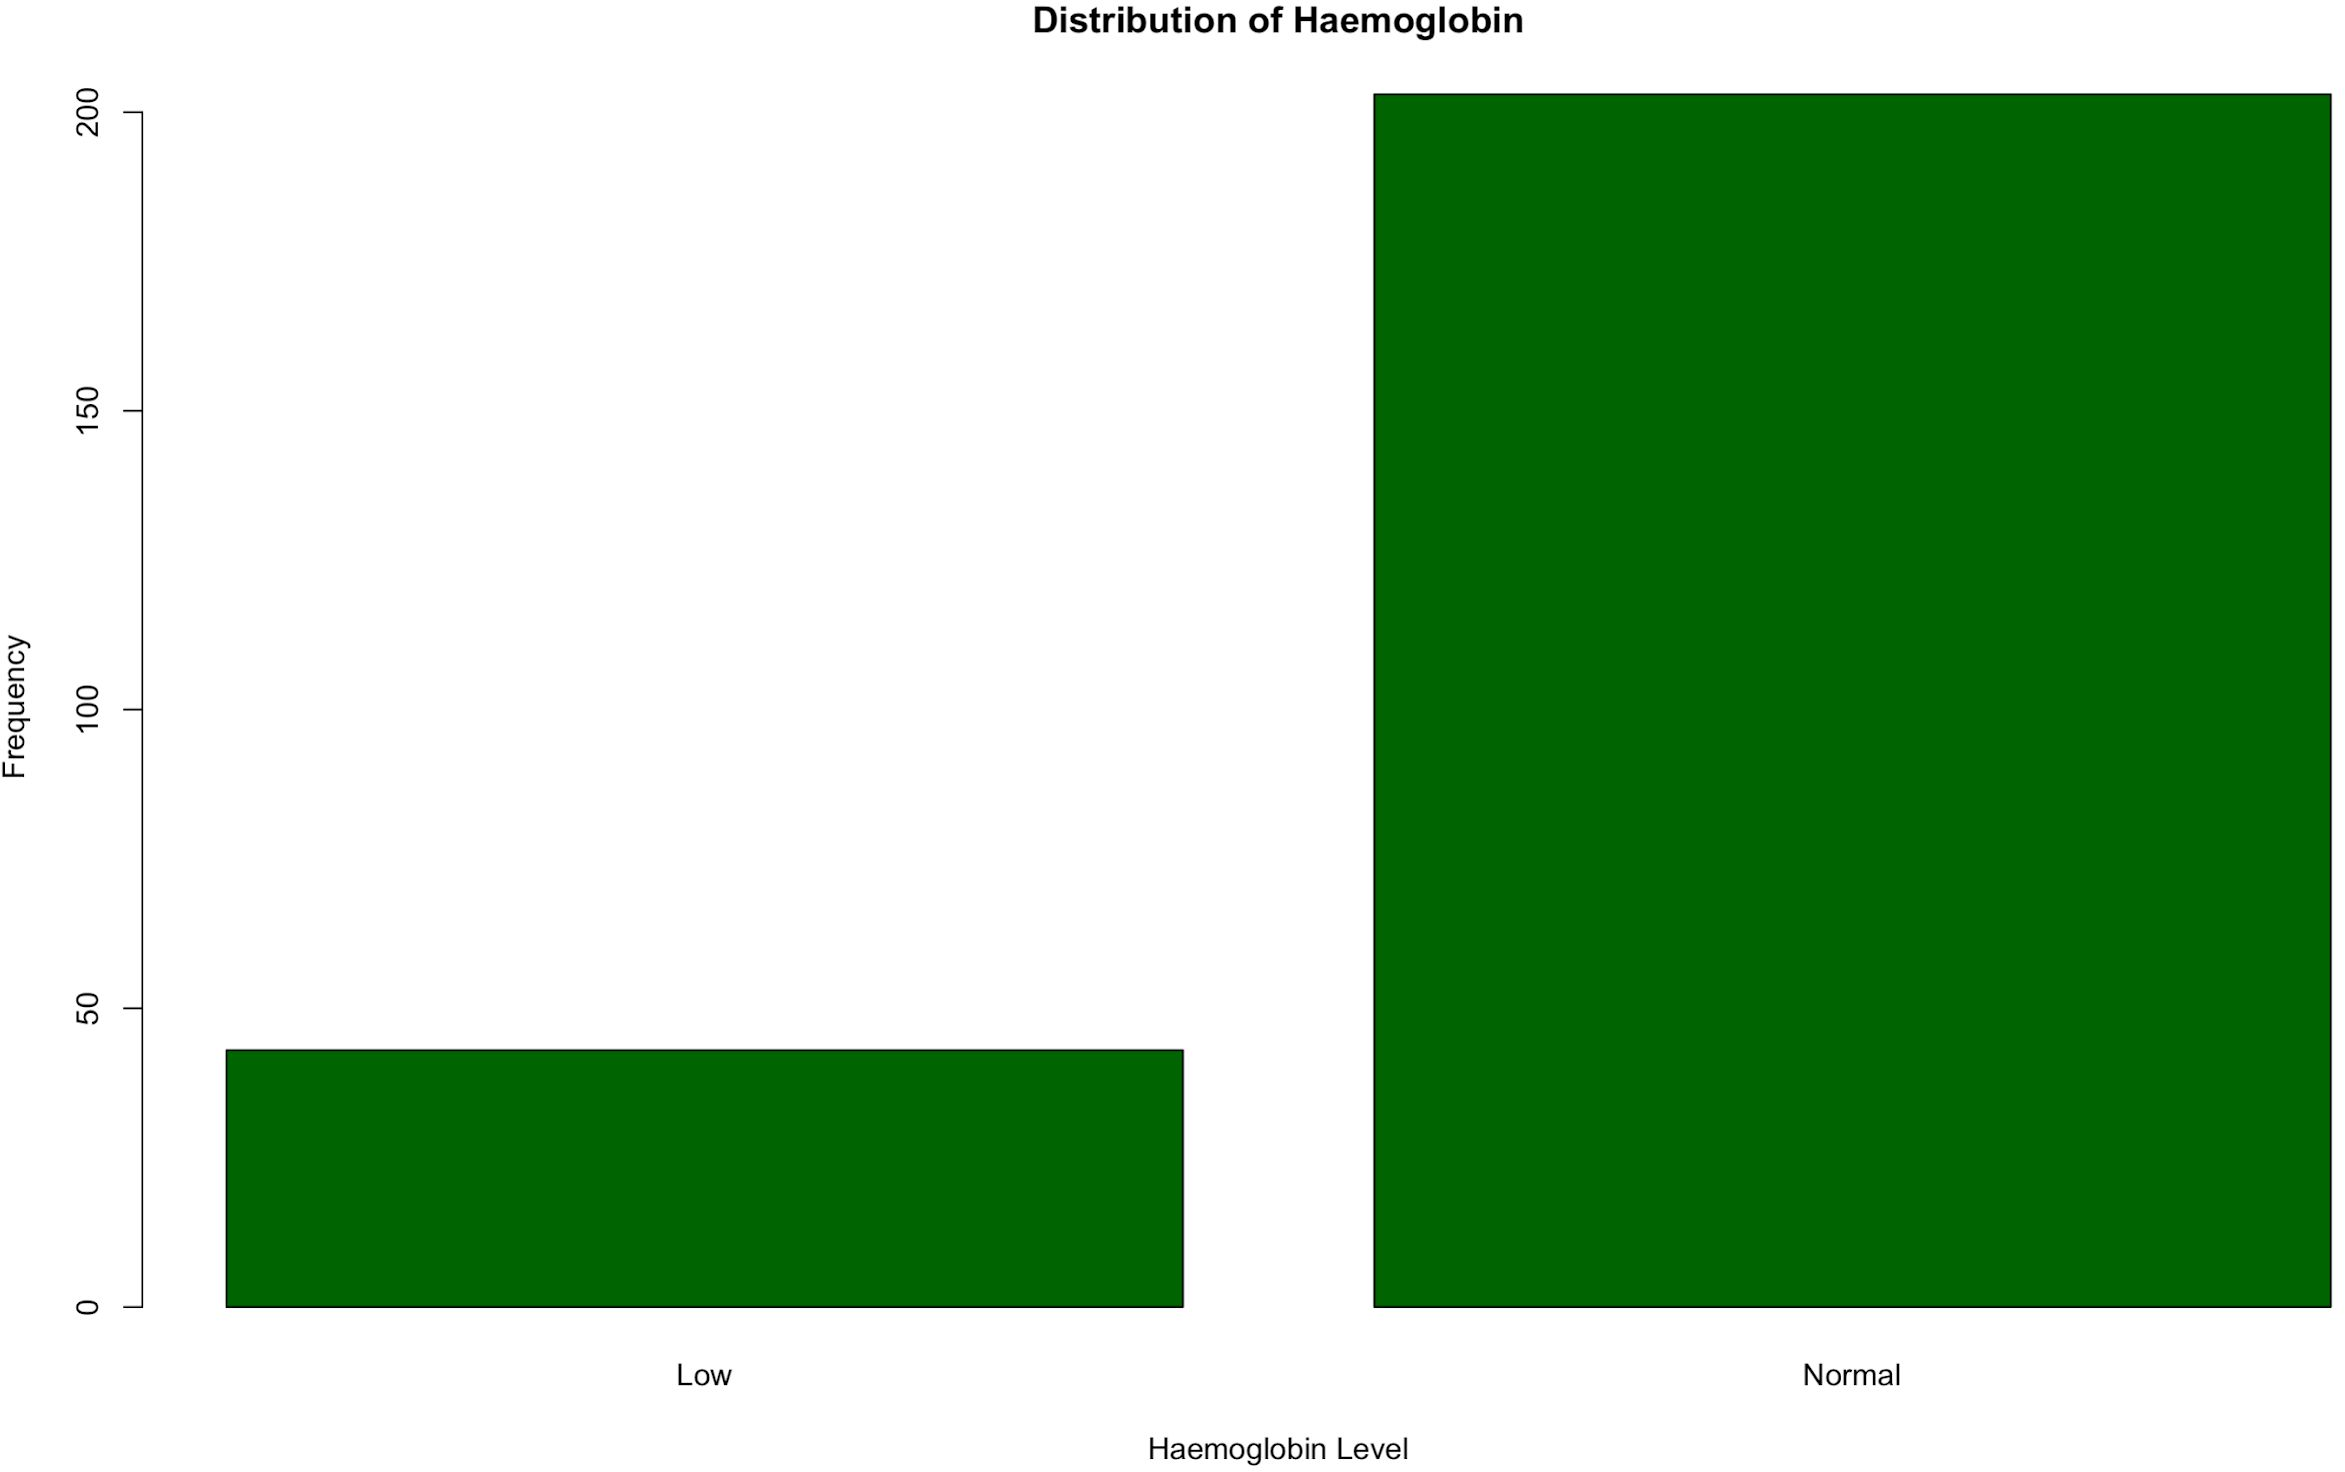 Distribution of Haemoglobin
200
150
100
50
0
Frequency
Low
Normal
Haemoglobin Level